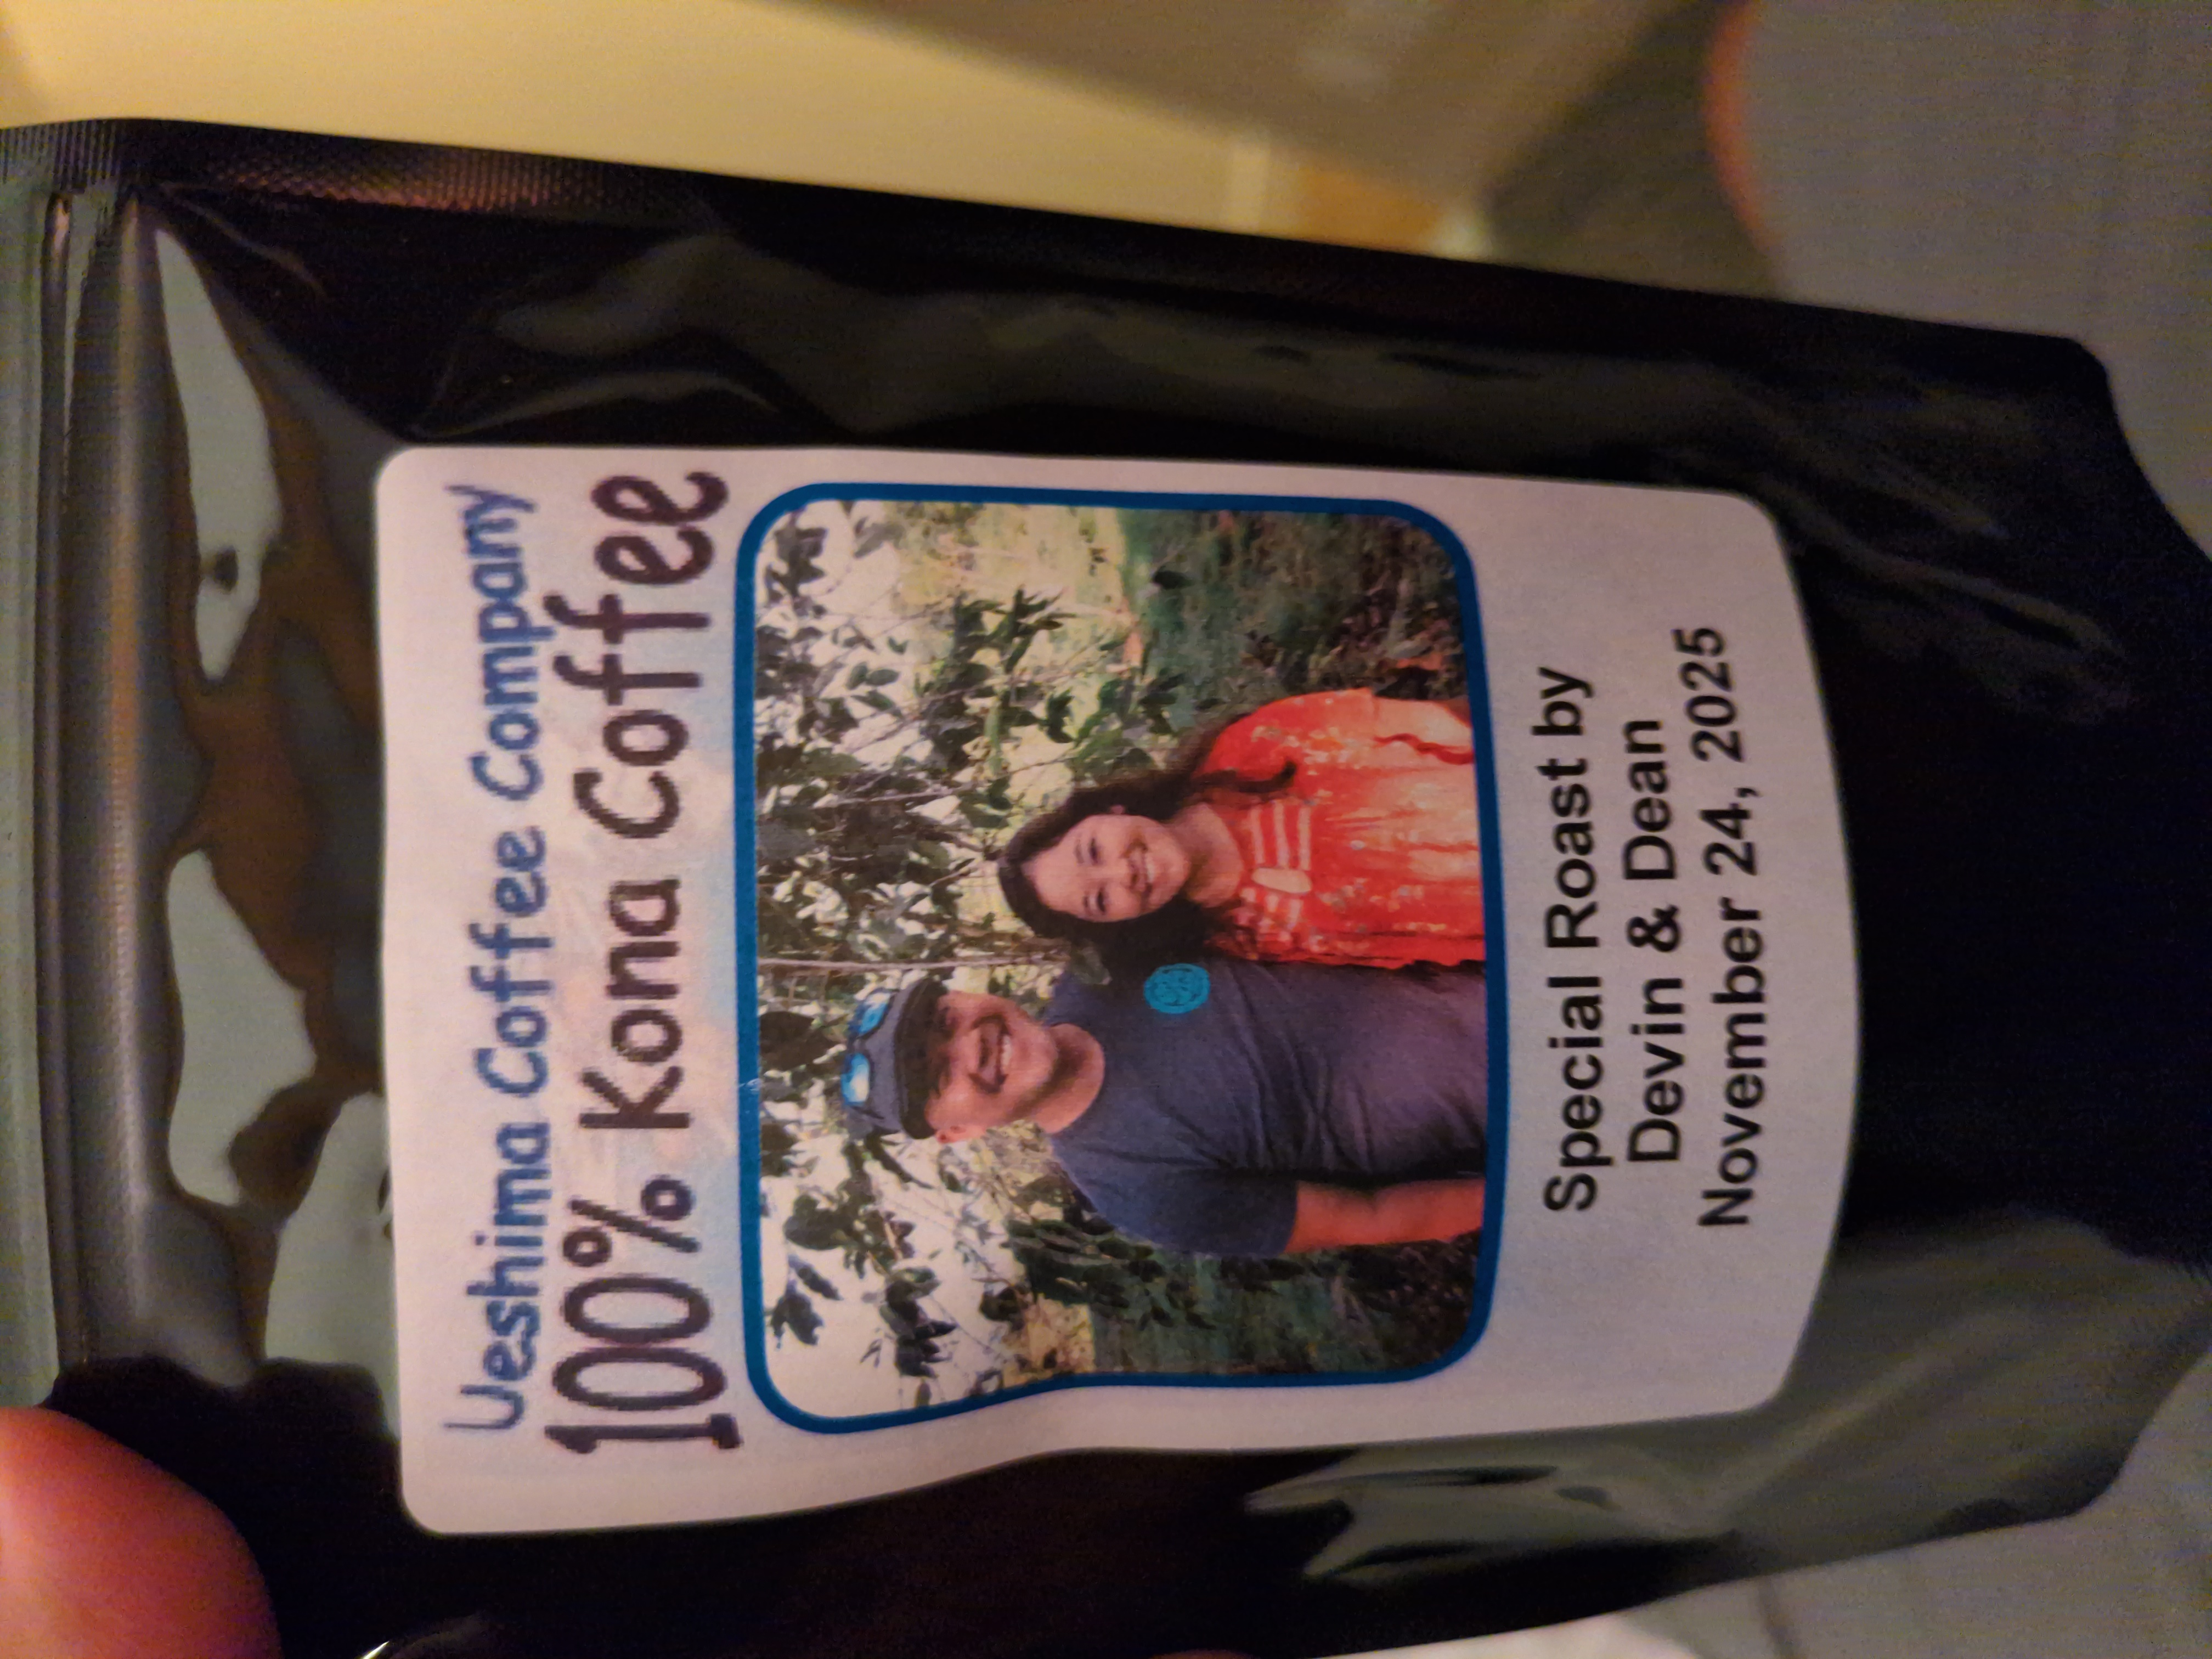 Ueshima Coffee Company
100% Kona Coffee
Special Roast by
Devin & Dean
November 24, 2025